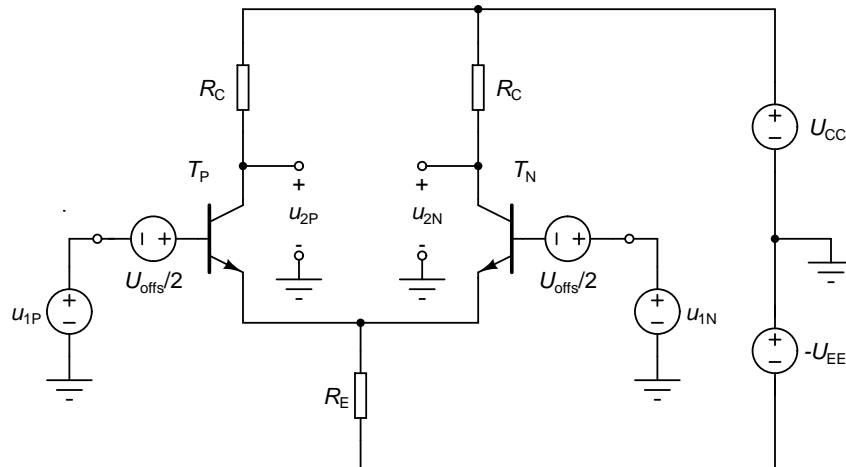 R_C
R_C
+
−
U_CC
T_P
T_N
+
+
u_2P
u_2N
-
-
− +
− +
U_offs/2
U_offs/2
+
−
u_1P
+
−
u_1N
+
−
-U_EE
R_E